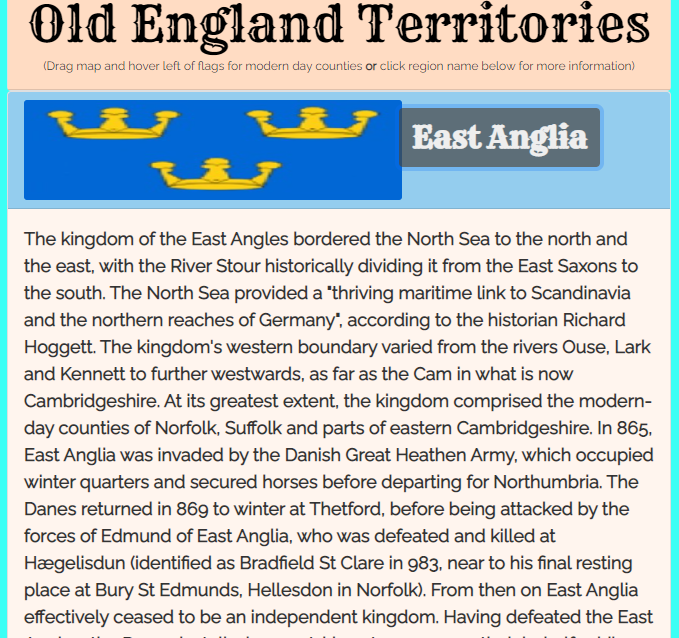 Old England Territories
(Drag map and hover left of flags for modern day counties or click region name below for more information)
East Anglia
The kingdom of the East Angles bordered the North Sea to the north and
the east, with the River Stour historically dividing it from the East Saxons to
the south. The North Sea provided a "thriving maritime link to Scandinavia
and the northern reaches of Germany", according to the historian Richard
Hoggett. The kingdom's western boundary varied from the rivers Ouse, Lark
and Kennett to further westwards, as far as the Cam in what is now
Cambridgeshire. At its greatest extent, the kingdom comprised the modern-
day counties of Norfolk, Suffolk and parts of eastern Cambridgeshire. In 865,
East Anglia was invaded by the Danish Great Heathen Army, which occupied
winter quarters and secured horses before departing for Northumbria. The
Danes returned in 869 to winter at Thetford, before being attacked by the
forces of Edmund of East Anglia, who was defeated and killed at
Hægelisdun (identified as Bradfield St Clare in 983, near to his final resting
place at Bury St Edmunds, Hellesdon in Norfolk). From then on East Anglia
effectively ceased to be an independent kingdom. Having defeated the East